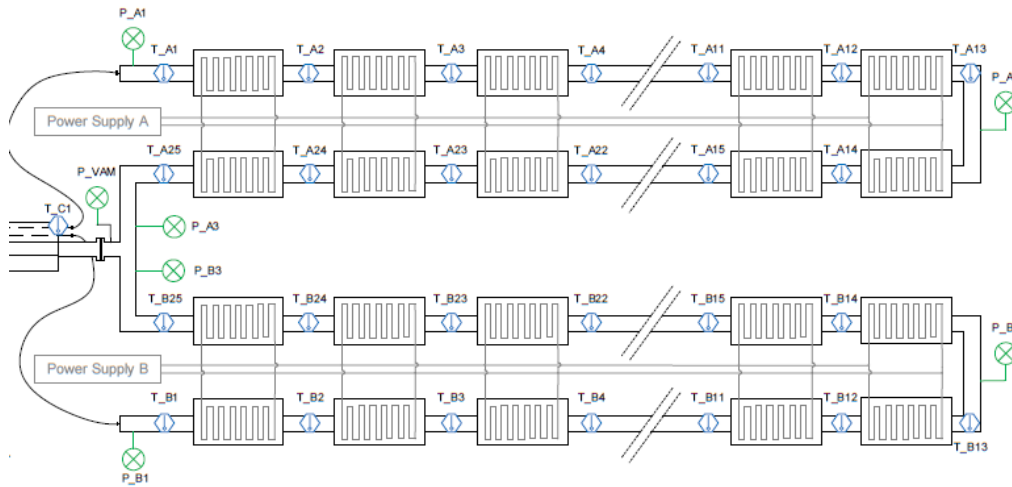 P_A1
T_A1 T_A2 T_A3 T_A4 T_A11 T_A12 T_A13
P_A
Power Supply A
T_A25 T_A24 T_A23 T_A22 T_A15 T_A14
P_VAM
T_C1
P_A3
P_B3
T_B25 T_B24 T_B23 T_B22 T_B15 T_B14
P_B
Power Supply B
T_B1 T_B2 T_B3 T_B4 T_B11 T_B12
T_B13
P_B1